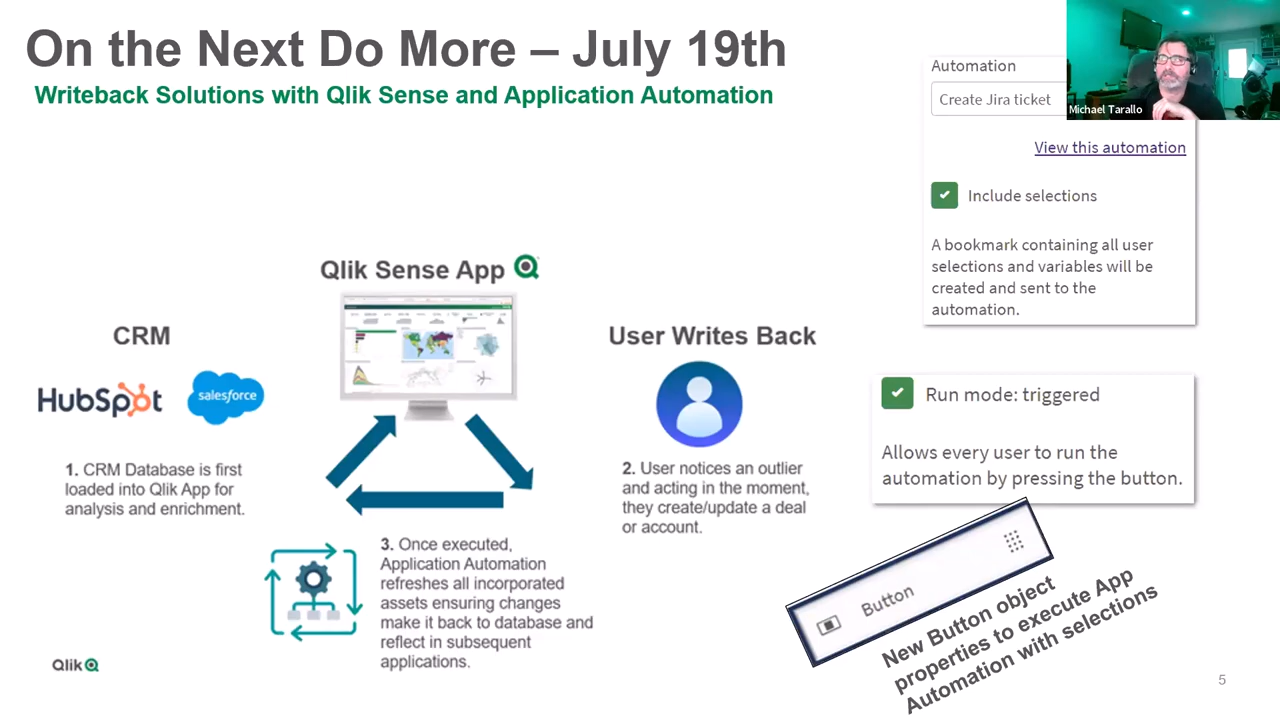 On the Next Do More – July 19th
Writeback Solutions with Qlik Sense and Application Automation
Automation
Create Jira ticket
Michael Tarallo
View this automation
Include selections
A bookmark containing all user
selections and variables will be
created and sent to the
automation.
Qlik Sense App
CRM
HubSpot
salesforce
1. CRM Database is first
loaded into Qlik App for
analysis and enrichment.
User Writes Back
2. User notices an outlier
and acting in the moment,
they create/update a deal
or account.
3. Once executed,
Application Automation
refreshes all incorporated
assets ensuring changes
make it back to database and
reflect in subsequent
applications.
Run mode: triggered
Allows every user to run the
automation by pressing the button.
Button
New Button object
properties to execute App
Automation with selections
Qlik
5